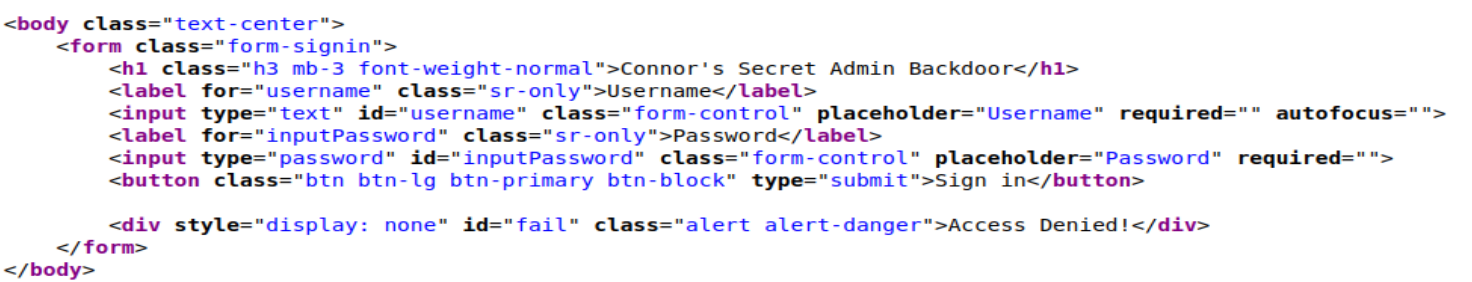 <body class="text-center">
    <form class="form-signin">
        <h1 class="h3 mb-3 font-weight-normal">Connor's Secret Admin Backdoor</h1>
        <label for="username" class="sr-only">Username</label>
        <input type="text" id="username" class="form-control" placeholder="Username" required="" autofocus="">
        <label for="inputPassword" class="sr-only">Password</label>
        <input type="password" id="inputPassword" class="form-control" placeholder="Password" required="">
        <button class="btn btn-lg btn-primary btn-block" type="submit">Sign in</button>

        <div style="display: none" id="fail" class="alert alert-danger">Access Denied!</div>
    </form>
</body>